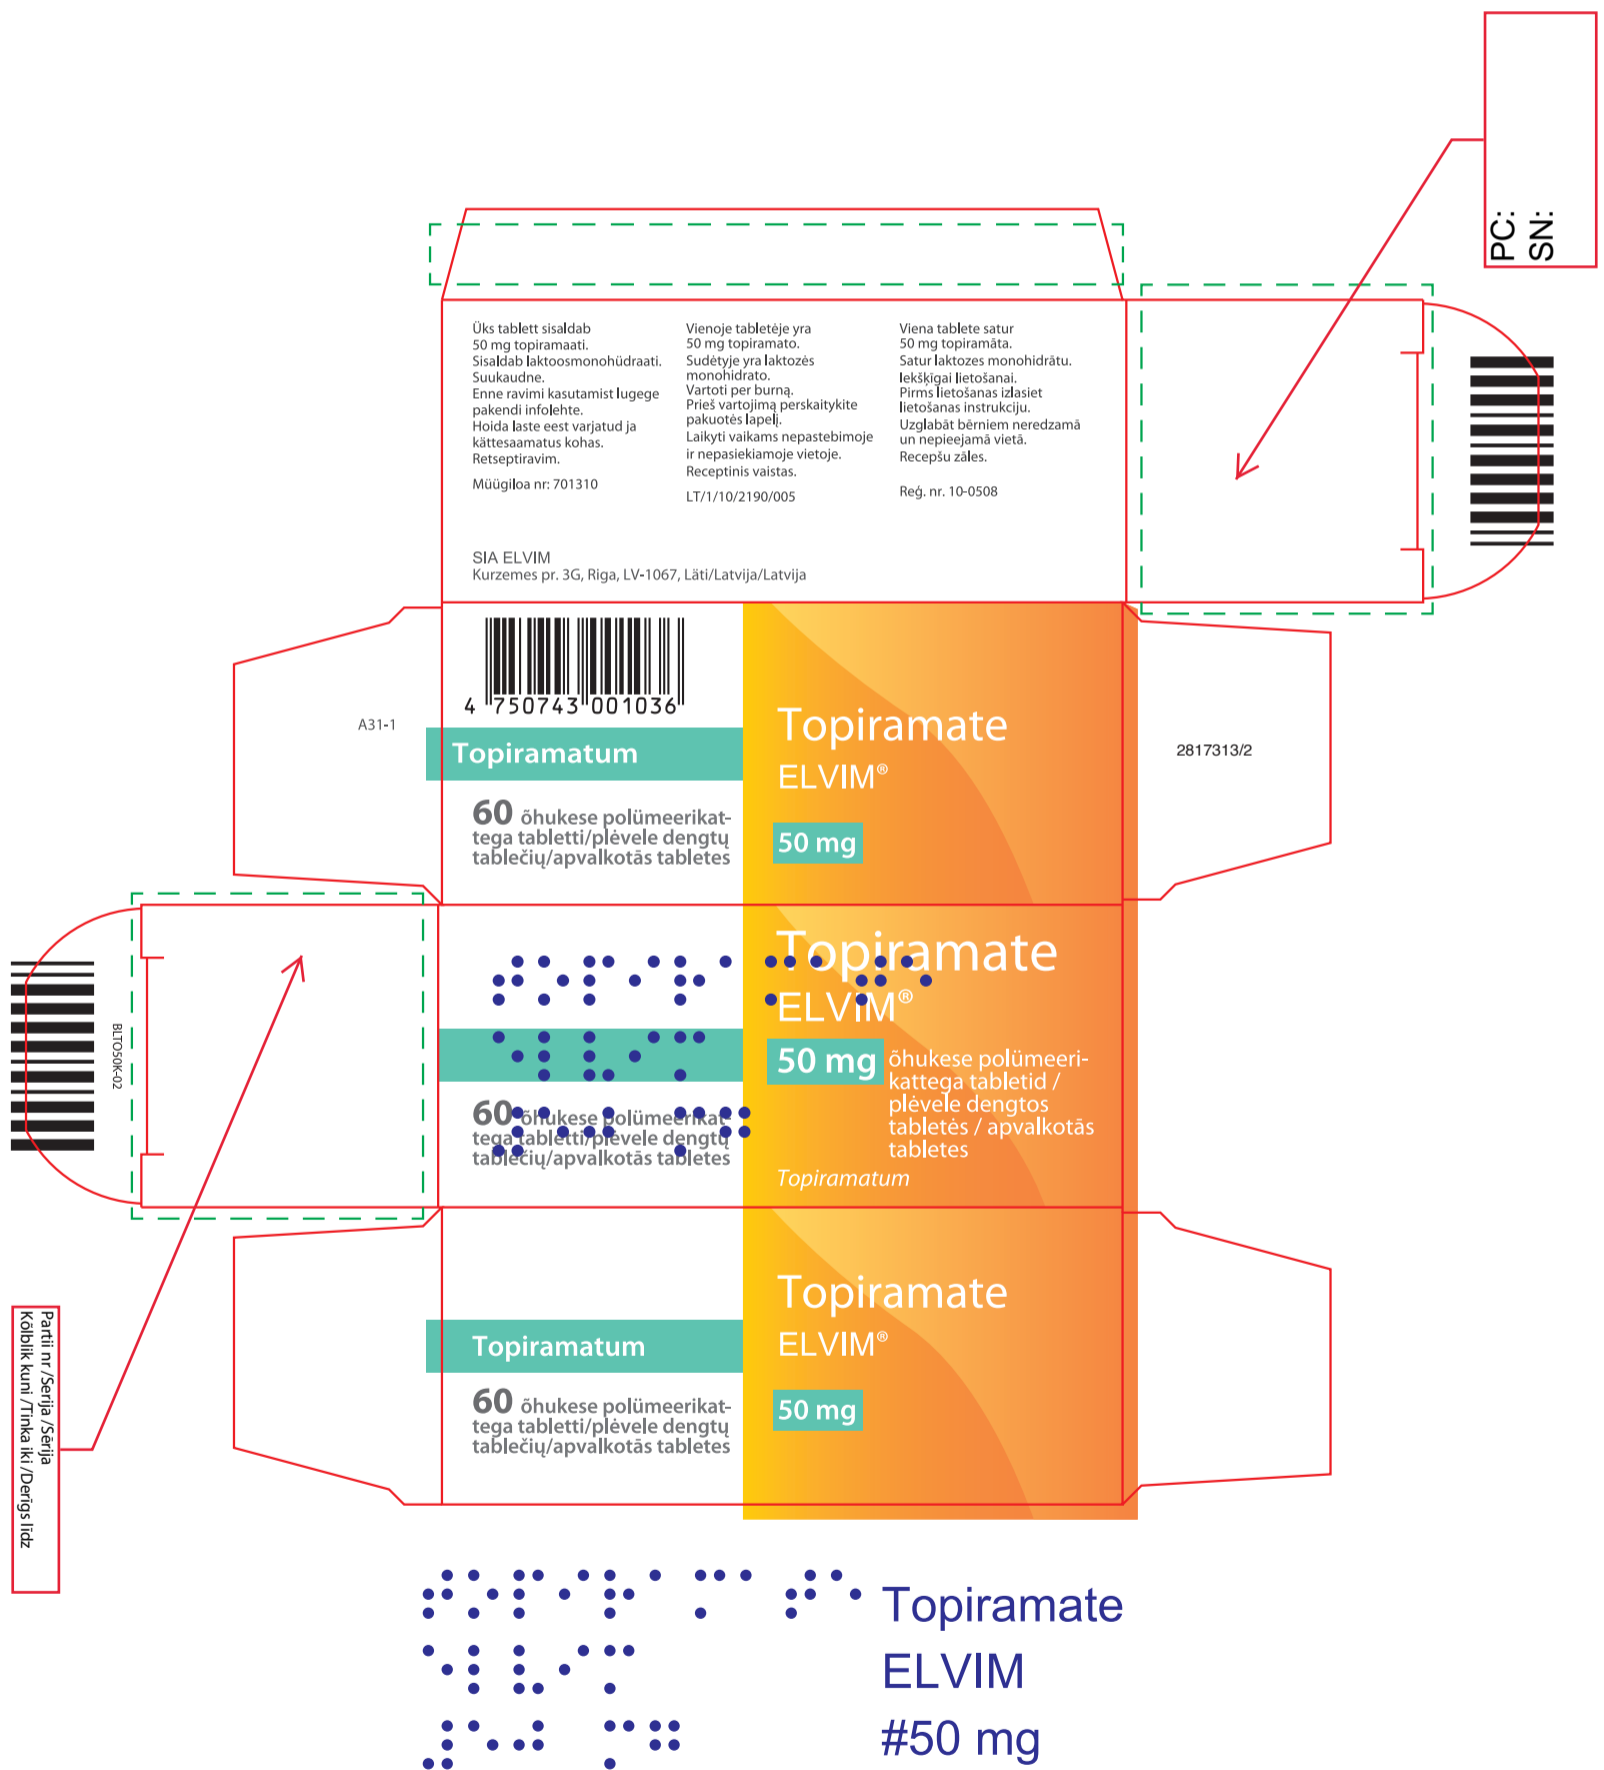 PC:
SN:
Üks tablett sisaldab
50 mg topiramaati.
Sisaldab laktoosmonohüdraati.
Suukaudne.
Enne ravimi kasutamist lugege
pakendi infolehte.
Hoida laste eest varjatud ja
kättesaamatus kohas.
Retseptiravim.
Müügiloa nr: 701310
Vienoje tabletėje yra
50 mg topiramato.
Sudėtyje yra laktozės
monohidrato.
Vartoti per burną.
Prieš vartojimą perskaitykite
pakuotės lapelį.
Laikyti vaikams nepastebimoje
ir nepasiekiamoje vietoje.
Receptinis vaistas.
LT/1/10/2190/005
Viena tablete satur
50 mg topiramāta.
Satur laktozes monohidrātu.
Iekšķīgai lietošanai.
Pirms lietošanas izlasiet
lietošanas instrukciju.
Uzglabāt bērniem neredzamā
un nepieejamā vietā.
Recepšu zāles.
Reģ. nr. 10-0508
SIA ELVIM
Kurzemes pr. 3G, Riga, LV-1067, Läti/Latvija/Latvija
A31-1
4 750743 001036
Topiramatum
60 õhukese polümeerikat-
tega tabletti/plėvele dengtų
tablečių/apvalkotās tabletes
Topiramate
ELVIM®
50 mg
2817313/2
BLTO50K-02
60 õhukese polümeerikat-
tega tabletti/plėvele dengtų
tablečių/apvalkotās tabletes
Topiramate
ELVIM®
50 mg
õhukese polümeeri-
kattega tabletid /
plėvele dengtos
tabletės / apvalkotās
tabletes
Topiramatum
Partii nr /Serija /Sērija
Kõlblik kuni /Tinka iki /Derīgs līdz
Topiramatum
60 õhukese polümeerikat-
tega tabletti/plėvele dengtų
tablečių/apvalkotās tabletes
Topiramate
ELVIM®
50 mg
Topiramate
ELVIM
#50 mg